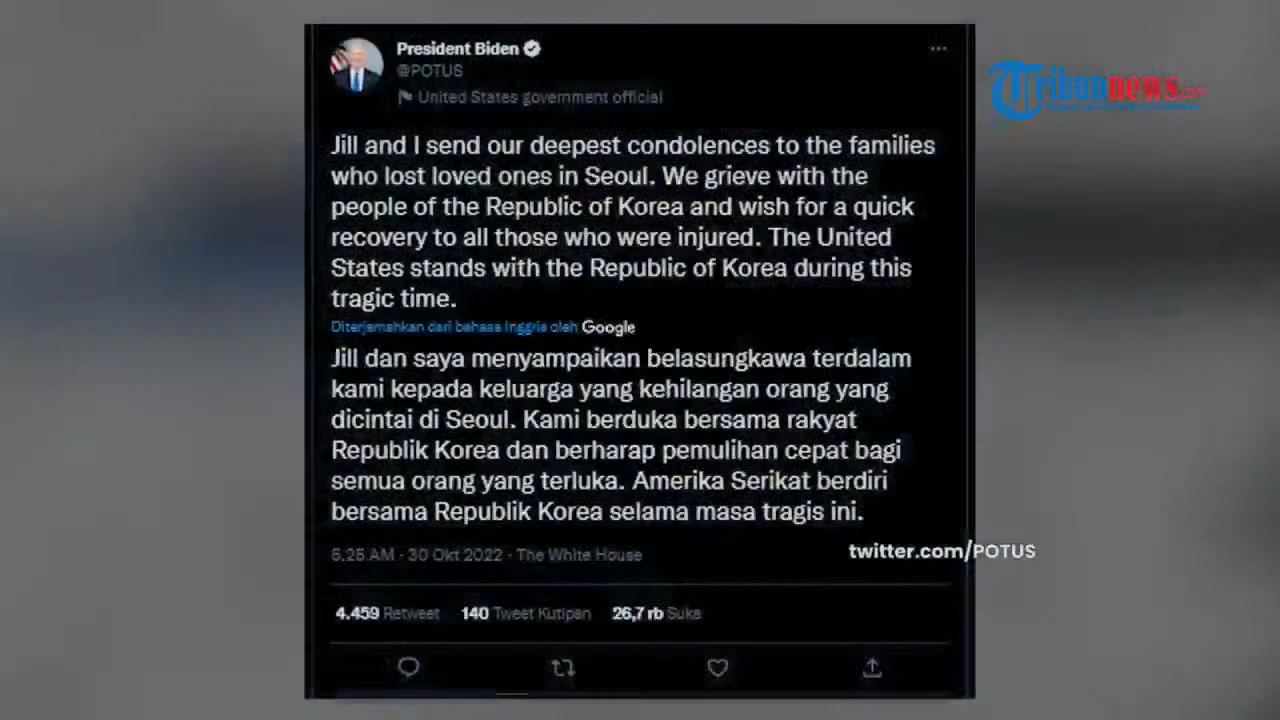 President Biden
@POTUS
United States government official
Tribunnews.com
Jill and I send our deepest condolences to the families
who lost loved ones in Seoul. We grieve with the
people of the Republic of Korea and wish for a quick
recovery to all those who were injured. The United
States stands with the Republic of Korea during this
tragic time.
Diterjemahkan dari bahasa Inggris oleh Google
Jill dan saya menyampaikan belasungkawa terdalam
kami kepada keluarga yang kehilangan orang yang
dicintai di Seoul. Kami berduka bersama rakyat
Republik Korea dan berharap pemulihan cepat bagi
semua orang yang terluka. Amerika Serikat berdiri
bersama Republik Korea selama masa tragis ini.
5.25 AM · 30 Okt 2022 · The White House
twitter.com/POTUS
4.459 Retweet 140 Tweet Kutipan 26,7 rb Suka